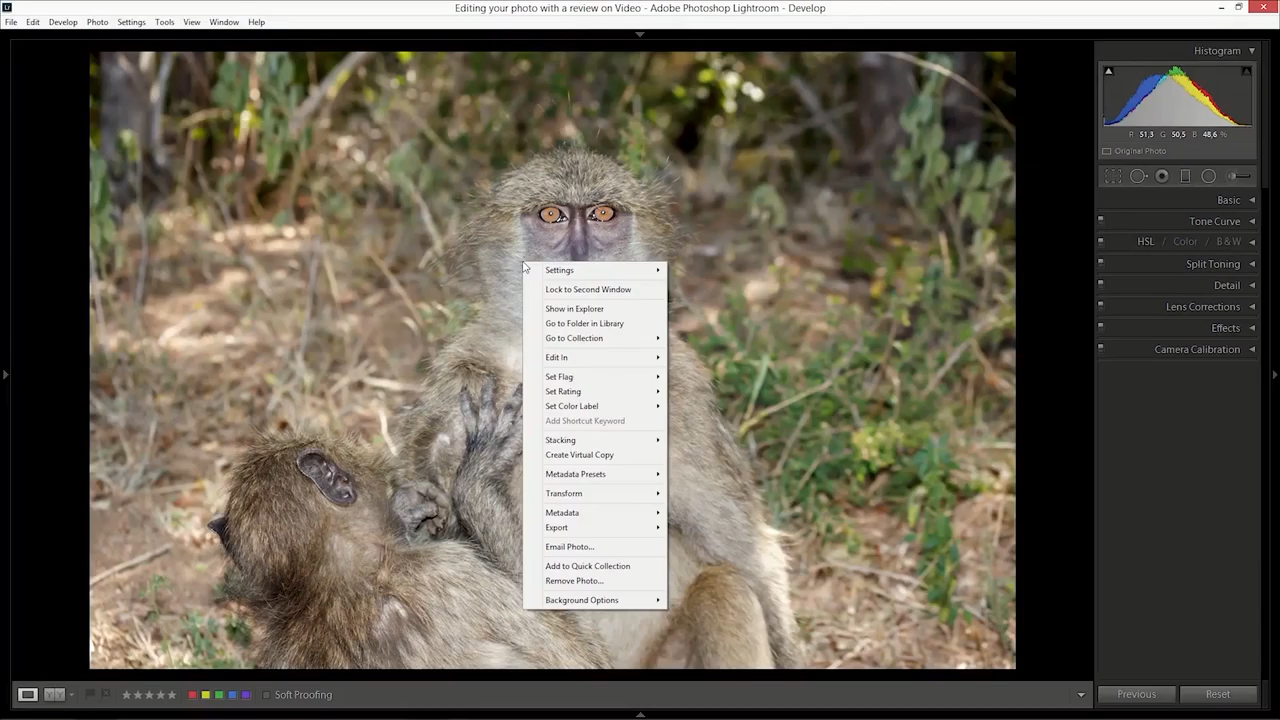 Lr
Editing your photo with a review on Video - Adobe Photoshop Lightroom - Develop
File Edit Develop Photo Settings Tools View Window Help
Histogram
R 51,3 G 50,5 B 48,6 %
Original Photo
Basic
Tone Curve
HSL / Color / B & W
Split Toning
Detail
Lens Corrections
Effects
Camera Calibration
Settings
Lock to Second Window
Show in Explorer
Go to Folder in Library
Go to Collection
Edit In
Set Flag
Set Rating
Set Color Label
Add Shortcut Keyword
Stacking
Create Virtual Copy
Metadata Presets
Transform
Metadata
Export
Email Photo...
Add to Quick Collection
Remove Photo...
Background Options
Y Y
Soft Proofing
Previous Reset